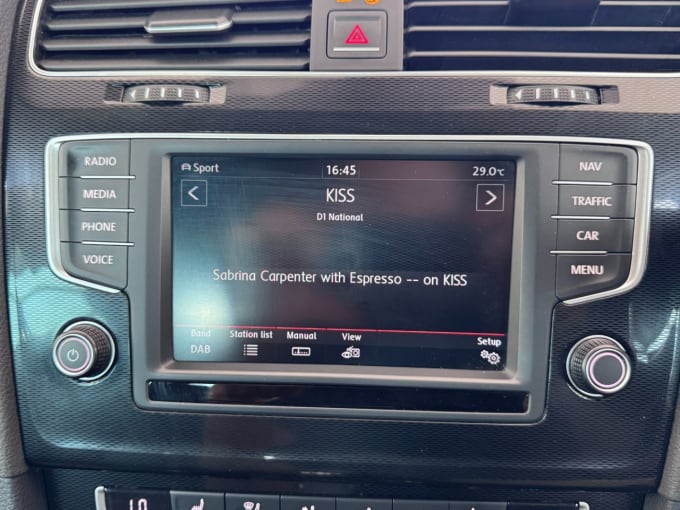 RADIO
MEDIA
PHONE
VOICE
Sport 16:45 29.0°C
KISS
D1 National
Sabrina Carpenter with Espresso -- on KISS
Band Station list Manual View Setup
DAB
NAV
TRAFFIC
CAR
MENU
LO